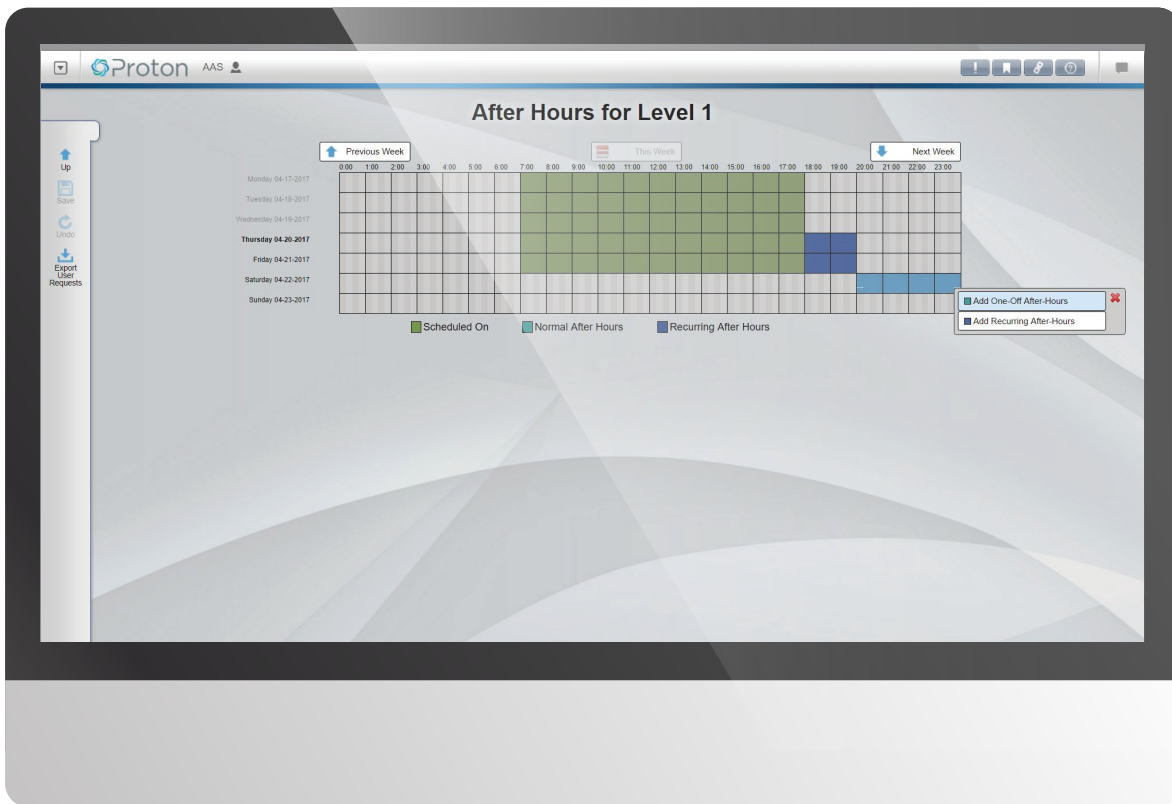 Proton AAS
After Hours for Level 1
Up
Save
Undo
Export
User
Requests
Previous Week
This Week
Next Week
0:00 1:00 2:00 3:00 4:00 5:00 6:00 7:00 8:00 9:00 10:00 11:00 12:00 13:00 14:00 15:00 16:00 17:00 18:00 19:00 20:00 21:00 22:00 23:00
Monday 04-17-2017
Tuesday 04-18-2017
Wednesday 04-19-2017
Thursday 04-20-2017
Friday 04-21-2017
Saturday 04-22-2017
Sunday 04-23-2017
Add One-Off After-Hours
Add Recurring After-Hours
Scheduled On
Normal After Hours
Recurring After Hours